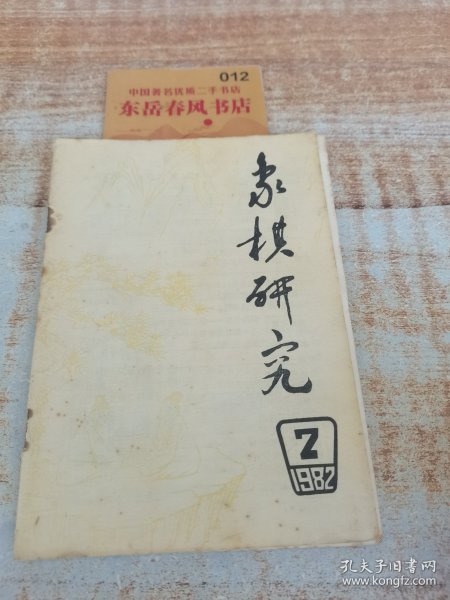 012
中国著名优质二手书店
东岳春风书店
象棋研究
2
1982
孔夫子旧书网
www.kongfz.com